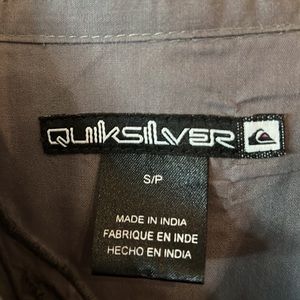 QUIKSILVER
S/P
MADE IN INDIA
FABRIQUE EN INDE
HECHO EN INDIA